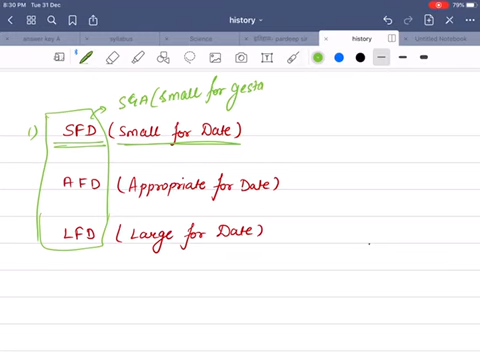 8:30 PM Tue 31 Dec
79%
history
answer key A
syllabus
Science
history
Untitled Notebook
SGA (Small for gesta
1) SFD (Small for Date)
AFD (Appropriate for Date)
LFD (Large for Date)